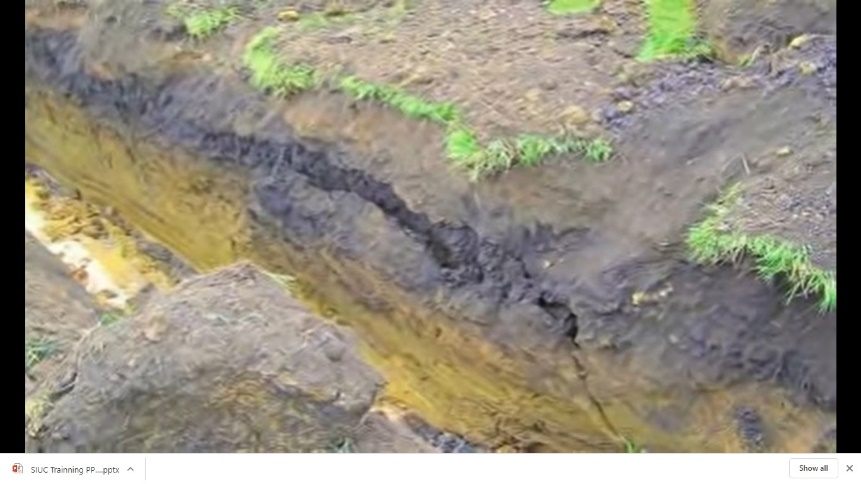 SIUC Trainning PP....pptx
Show all